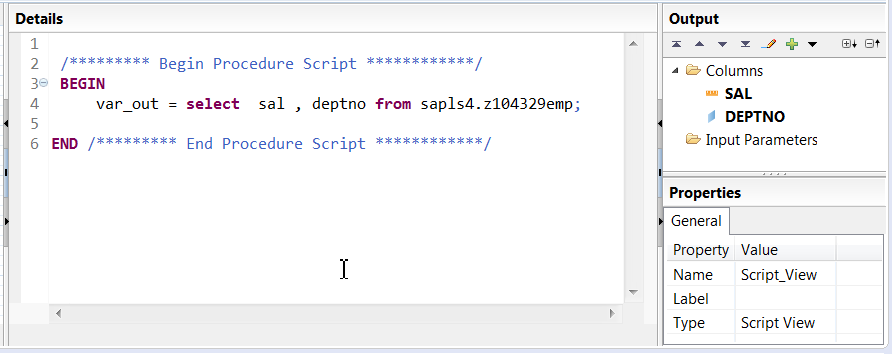 Details
1
2 /********* Begin Procedure Script ************/
3 BEGIN
4 var_out = select  sal , deptno from sapls4.z104329emp;
5
6 END /********* End Procedure Script ************/
Output
Columns
SAL
DEPTNO
Input Parameters
Properties
General
Property Value
Name Script_View
Label
Type Script View